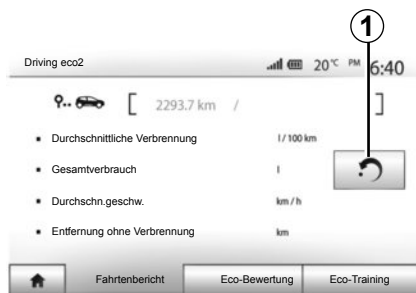 1
Driving eco2 20°C PM 6:40
[ 2293.7 km / ]
▪ Durchschnittliche Verbrennung l/100 km
▪ Gesamtverbrauch l
▪ Durchschn.geschw. km/h
▪ Entfernung ohne Verbrennung km
Fahrtenbericht Eco-Bewertung Eco-Training